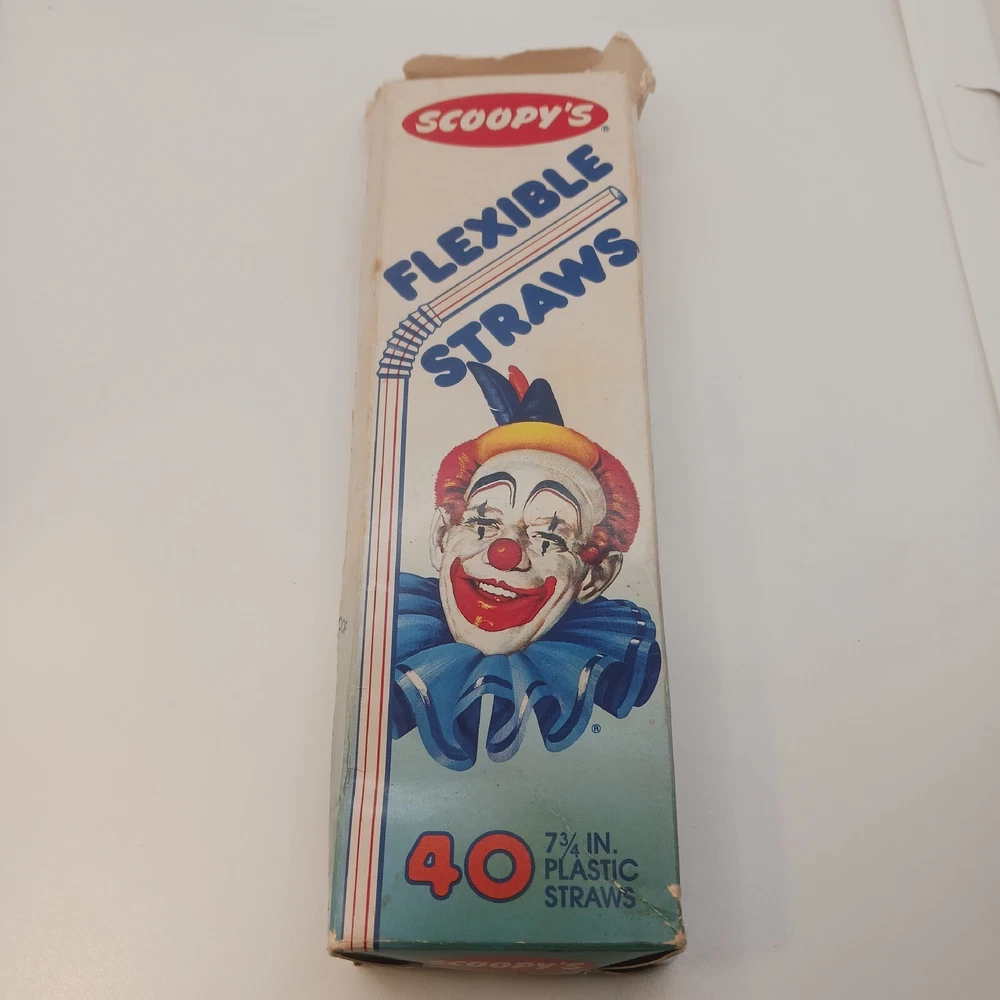 SCOOPY'S®
FLEXIBLE
STRAWS
®
40
7¾ IN.
PLASTIC
STRAWS
SCOOPY'S